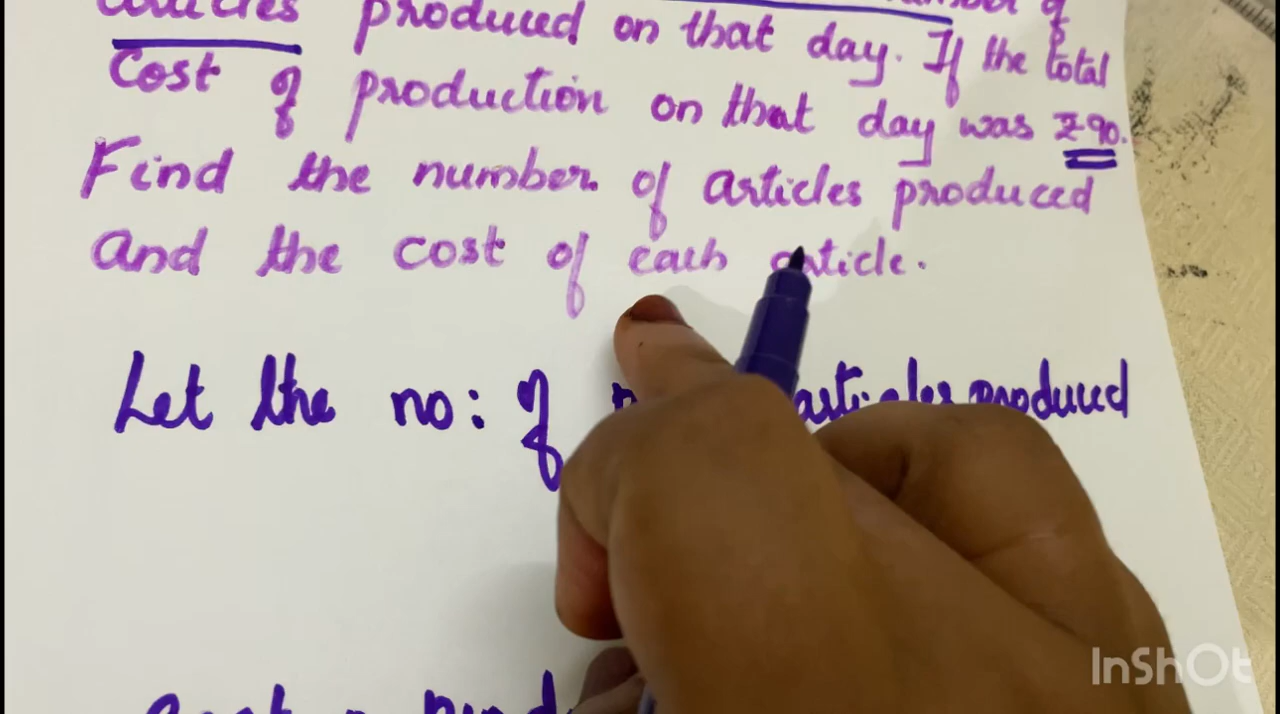 articles produced on that day. If the total
Cost of production on that day was ₹90.
Find the number of articles produced
and the cost of each article.
Let the no: of articles produced
InShOt